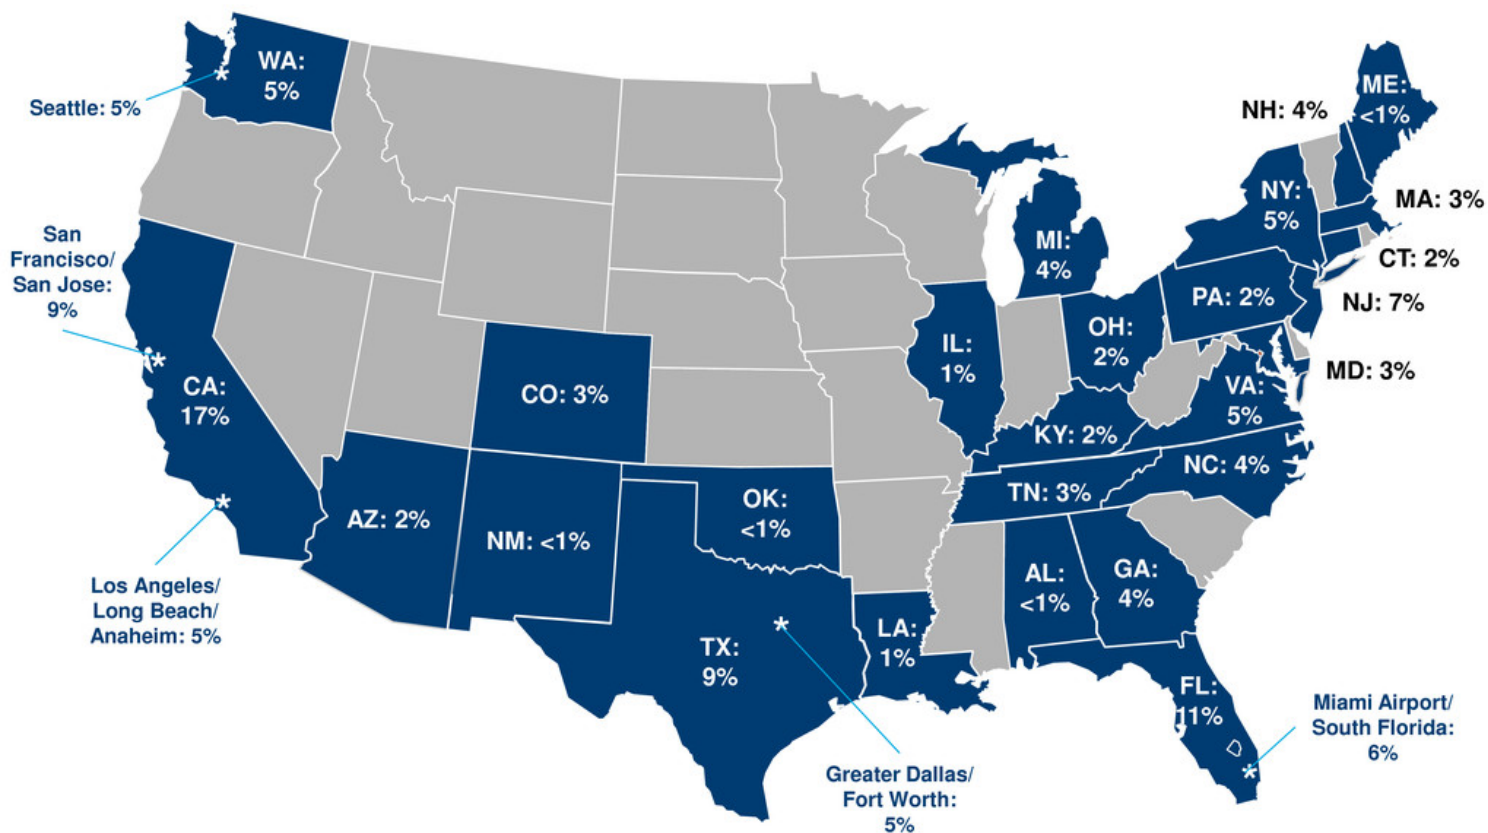 WA:
5%
Seattle: 5%
ME:
<1%
NH: 4%
NY:
5%
MA: 3%
San
Francisco/
San Jose:
9%
MI:
4%
CT: 2%
PA: 2%
NJ: 7%
OH:
2%
IL:
1%
MD: 3%
CA:
17%
CO: 3%
VA:
5%
KY: 2%
NC: 4%
TN: 3%
AZ: 2%
NM: <1%
OK:
<1%
AL:
<1%
GA:
4%
Los Angeles/
Long Beach/
Anaheim: 5%
TX:
9%
LA:
1%
FL:
11%
Miami Airport/
South Florida:
6%
Greater Dallas/
Fort Worth:
5%